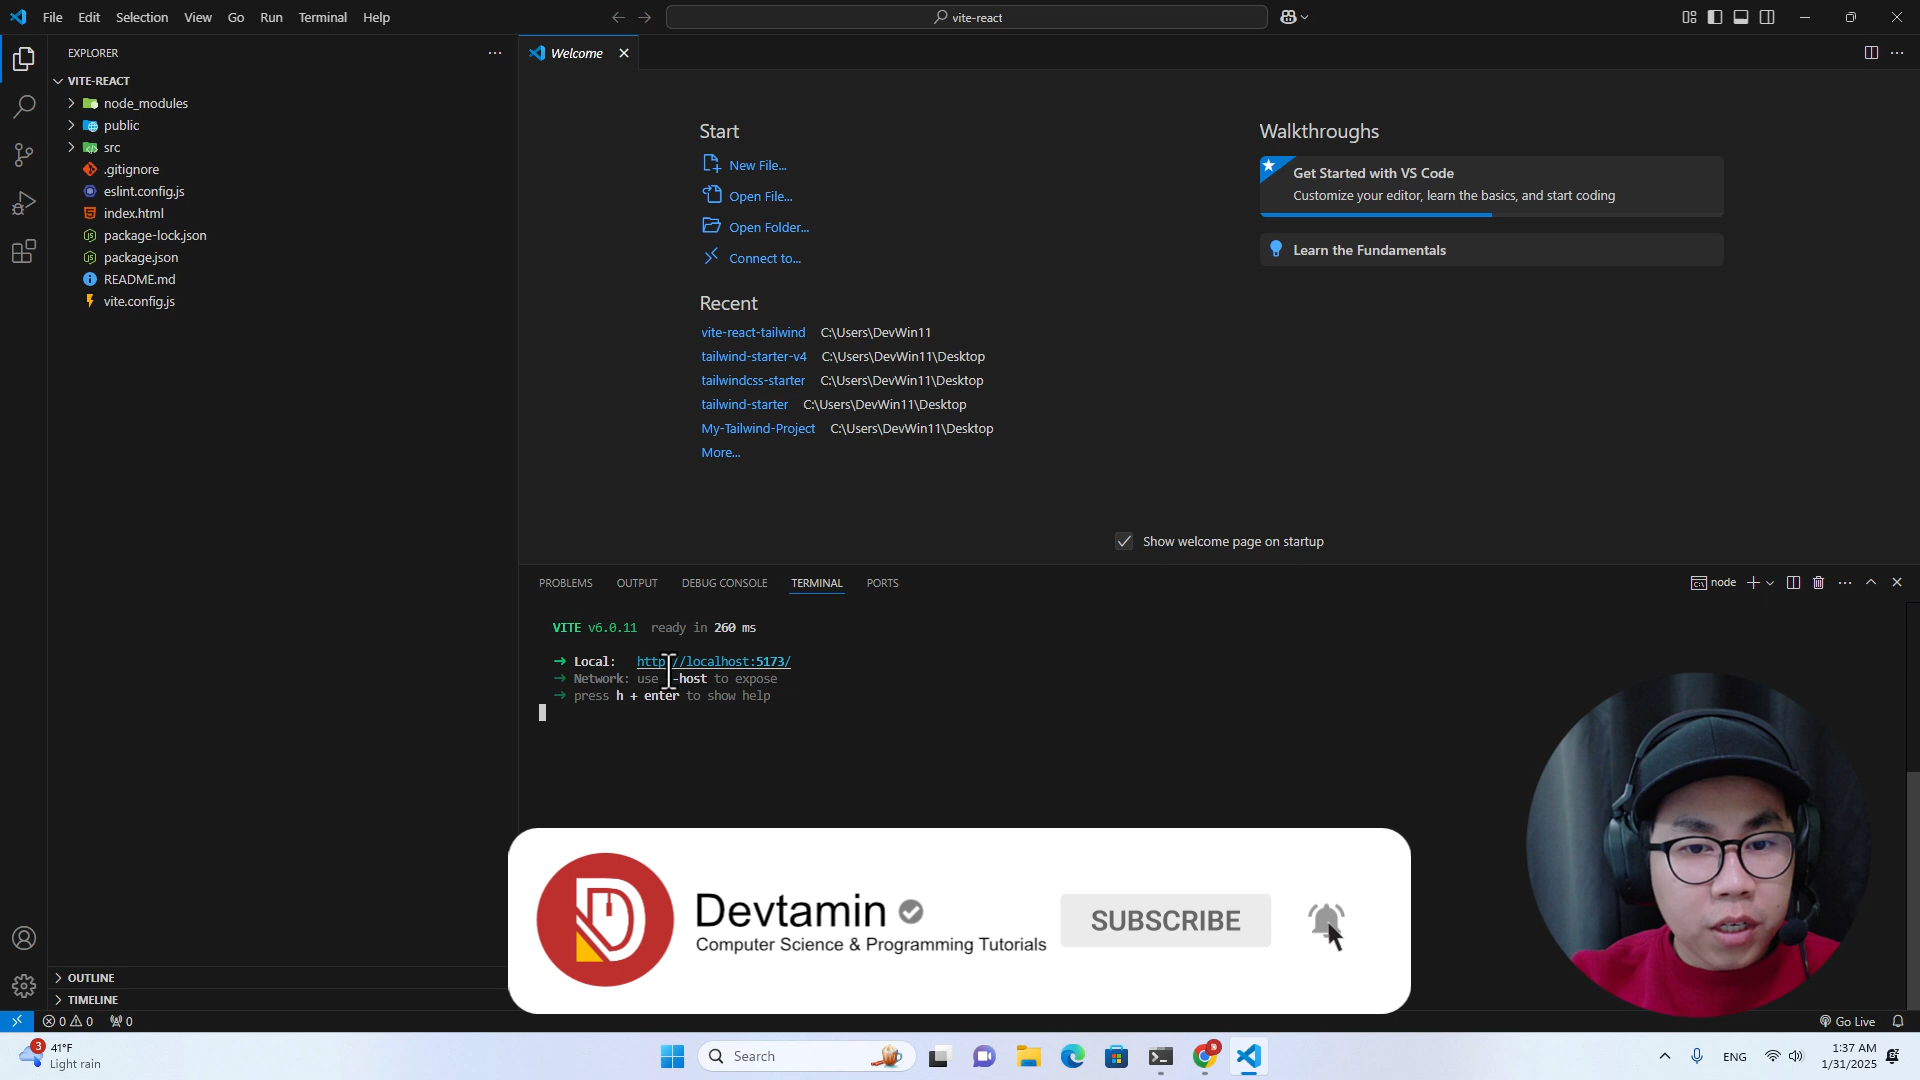 File Edit Selection View Go Run Terminal Help
vite-react
EXPLORER
VITE-REACT
node_modules
public
src
.gitignore
eslint.config.js
index.html
package-lock.json
package.json
README.md
vite.config.js
OUTLINE
TIMELINE
Welcome
Start
New File...
Open File...
Open Folder...
Connect to...
Recent
vite-react-tailwind C:\Users\DevWin11
tailwind-starter-v4 C:\Users\DevWin11\Desktop
tailwindcss-starter C:\Users\DevWin11\Desktop
tailwind-starter C:\Users\DevWin11\Desktop
My-Tailwind-Project C:\Users\DevWin11\Desktop
More...
Walkthroughs
Get Started with VS Code
Customize your editor, learn the basics, and start coding
Learn the Fundamentals
Show welcome page on startup
PROBLEMS OUTPUT DEBUG CONSOLE TERMINAL PORTS
node
VITE v6.0.11 ready in 260 ms
➜ Local: http://localhost:5173/
➜ Network: use --host to expose
➜ press h + enter to show help
Devtamin
Computer Science & Programming Tutorials
SUBSCRIBE
0 0 0
Go Live
3
41°F
Light rain
Search
ENG
1:37 AM
1/31/2025